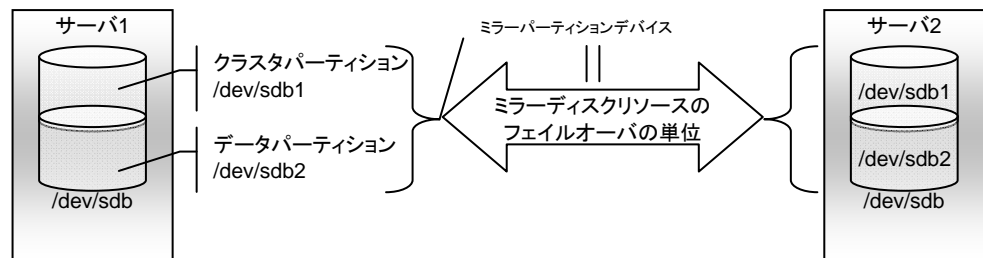 サーバ1
クラスタパーティション
/dev/sdb1
データパーティション
/dev/sdb2
/dev/sdb
ミラーパーティションデバイス
ミラーディスクリソースの
フェイルオーバの単位
サーバ2
/dev/sdb1
/dev/sdb2
/dev/sdb